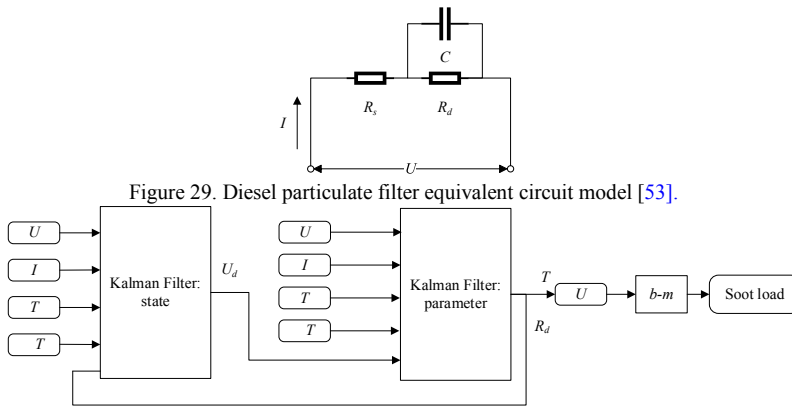 C
R_s
R_d
I
U
Figure 29. Diesel particulate filter equivalent circuit model [53].
U
I
T
T
Kalman Filter:
state
U_d
U
I
T
T
Kalman Filter:
parameter
T
R_d
U
b-m
Soot load